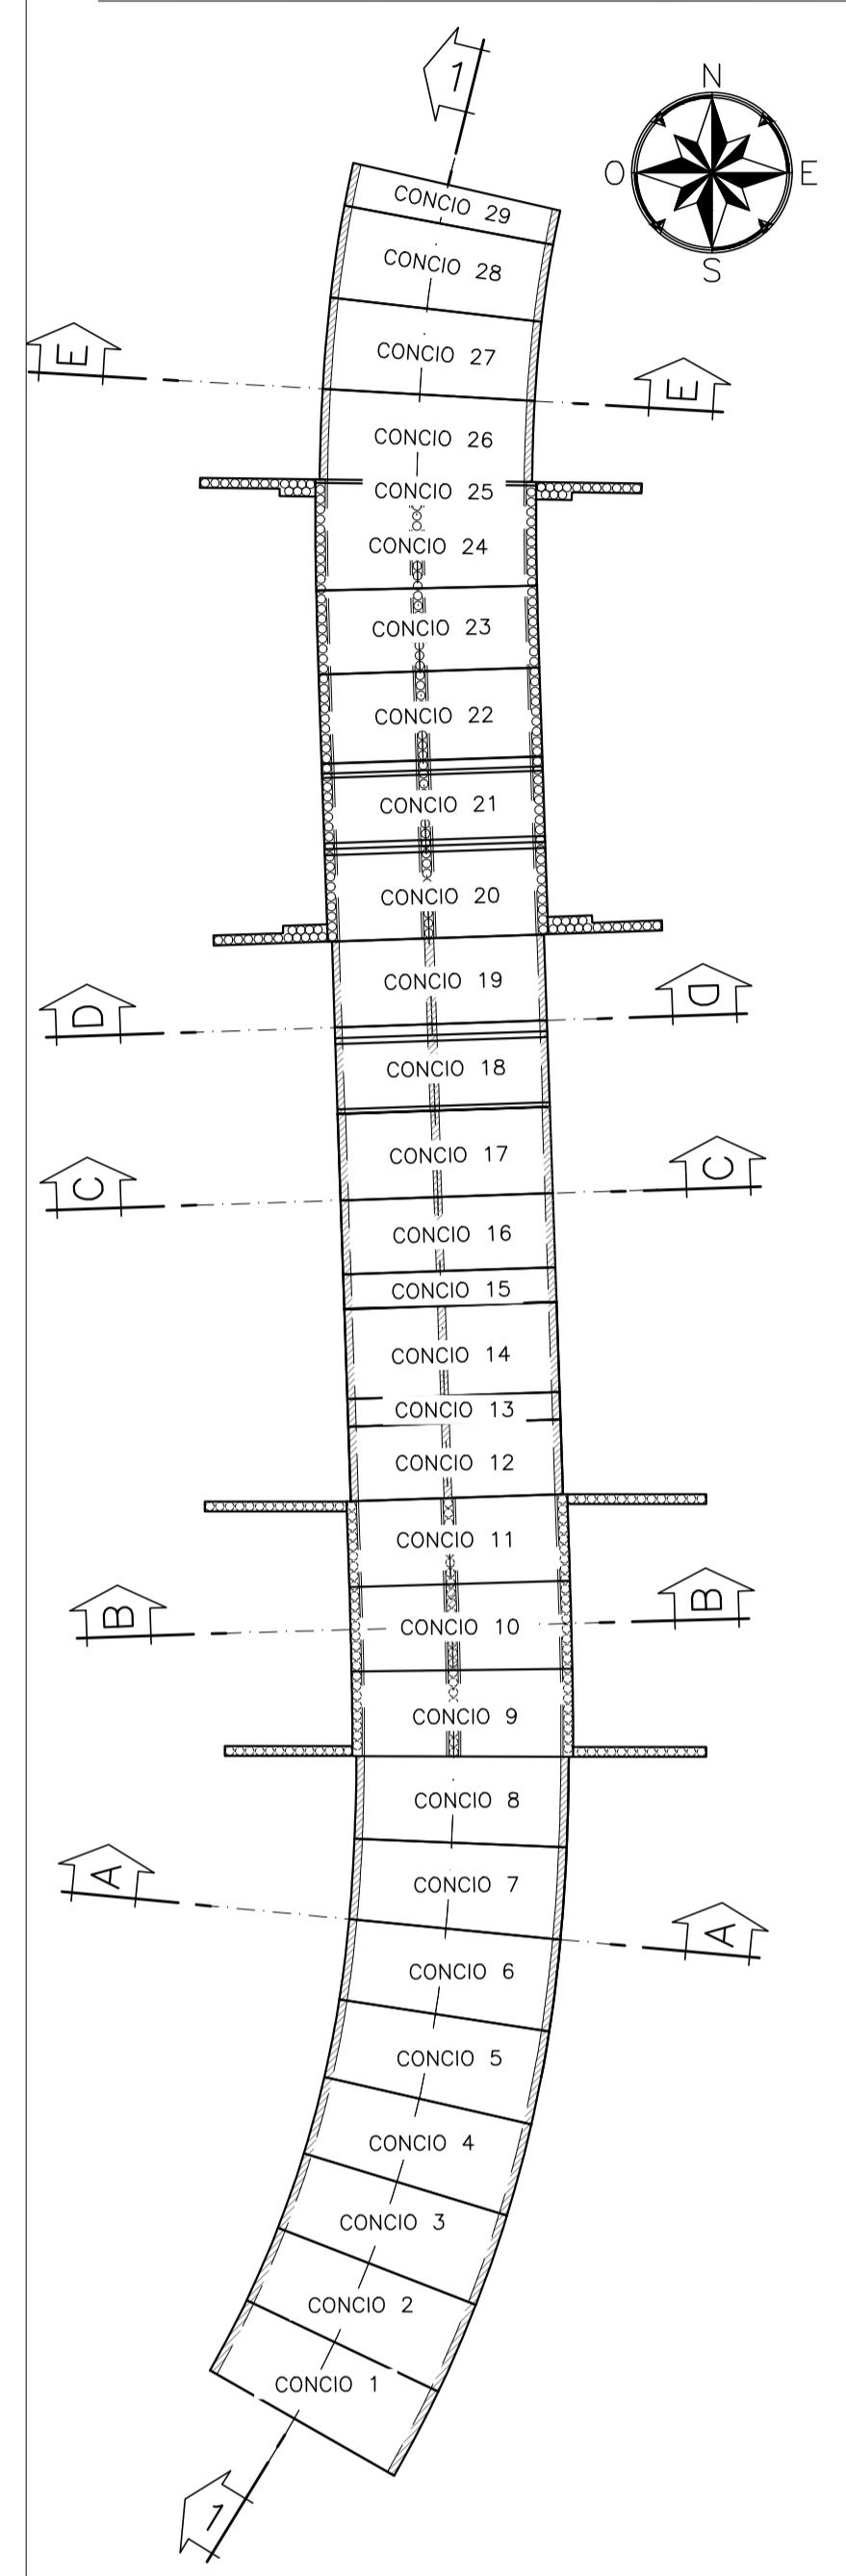 1
N
O E
S
CONCIO 29
CONCIO 28
E E
CONCIO 27
CONCIO 26
CONCIO 25
CONCIO 24
CONCIO 23
CONCIO 22
CONCIO 21
CONCIO 20
CONCIO 19
D D
CONCIO 18
CONCIO 17
C C
CONCIO 16
CONCIO 15
CONCIO 14
CONCIO 13
CONCIO 12
CONCIO 11
B B
CONCIO 10
CONCIO 9
CONCIO 8
A A
CONCIO 7
CONCIO 6
CONCIO 5
CONCIO 4
CONCIO 3
CONCIO 2
CONCIO 1
1